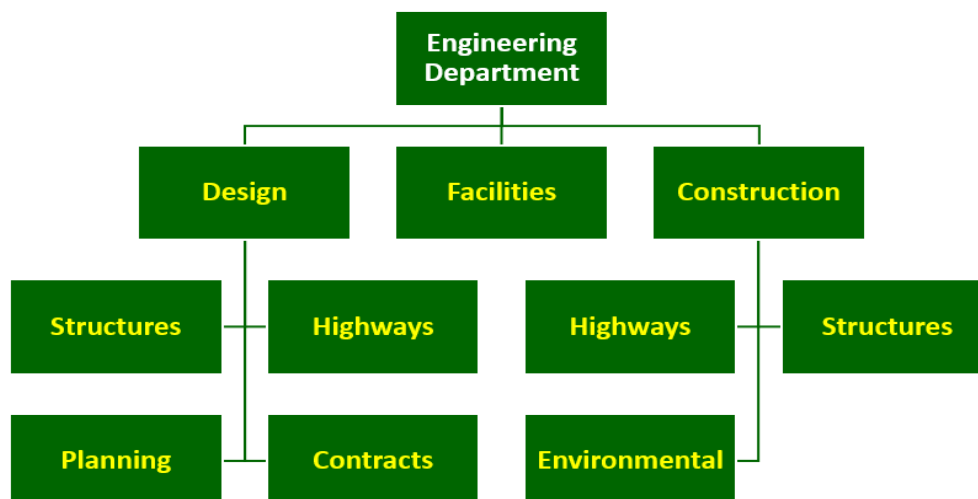 Engineering
Department
Design
Facilities
Construction
Structures
Highways
Highways
Structures
Planning
Contracts
Environmental